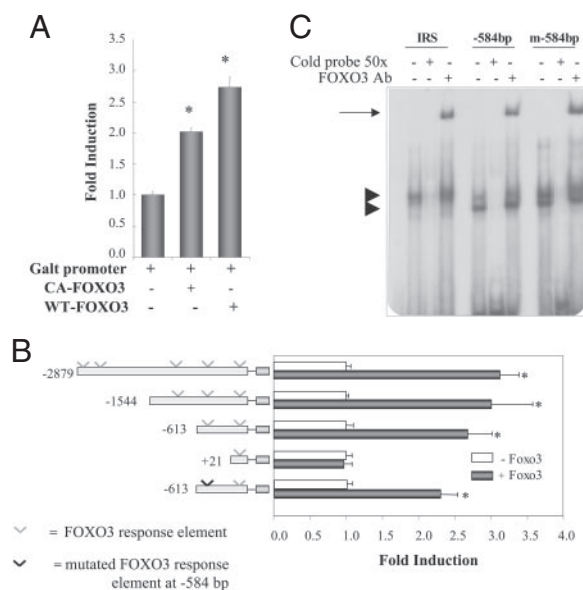 A
Fold Induction
3.5
3.0
2.5
2.0
1.5
1.0
0.5
0.0
*
*
Galt promoter + + +
CA-FOXO3 - + -
WT-FOXO3 - - +
C
IRS -584bp m-584bp
Cold probe 50x - + - - + - - + -
FOXO3 Ab - - + - - + - - +
B
-2879
-1544
-613
+21
-613
*
*
*
*
- Foxo3
+ Foxo3
0.0 0.5 1.0 1.5 2.0 2.5 3.0 3.5 4.0
Fold Induction
= FOXO3 response element
= mutated FOXO3 response
element at -584 bp